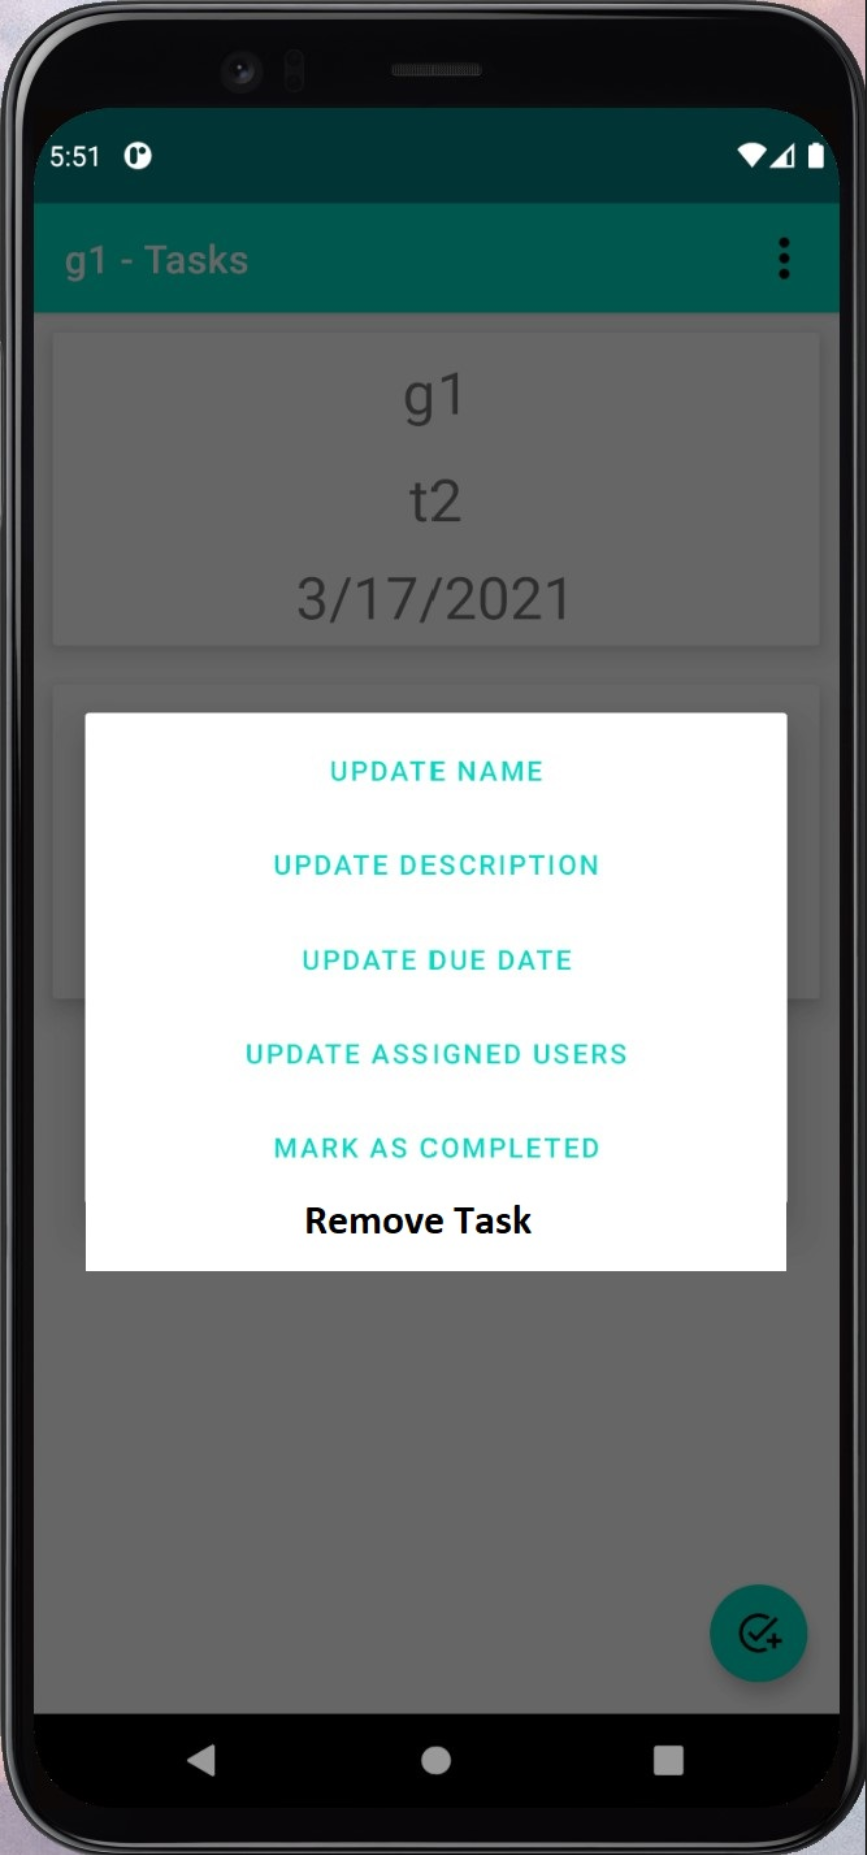 5:51
g1 - Tasks
g1
t2
3/17/2021
UPDATE NAME
UPDATE DESCRIPTION
UPDATE DUE DATE
UPDATE ASSIGNED USERS
MARK AS COMPLETED
Remove Task